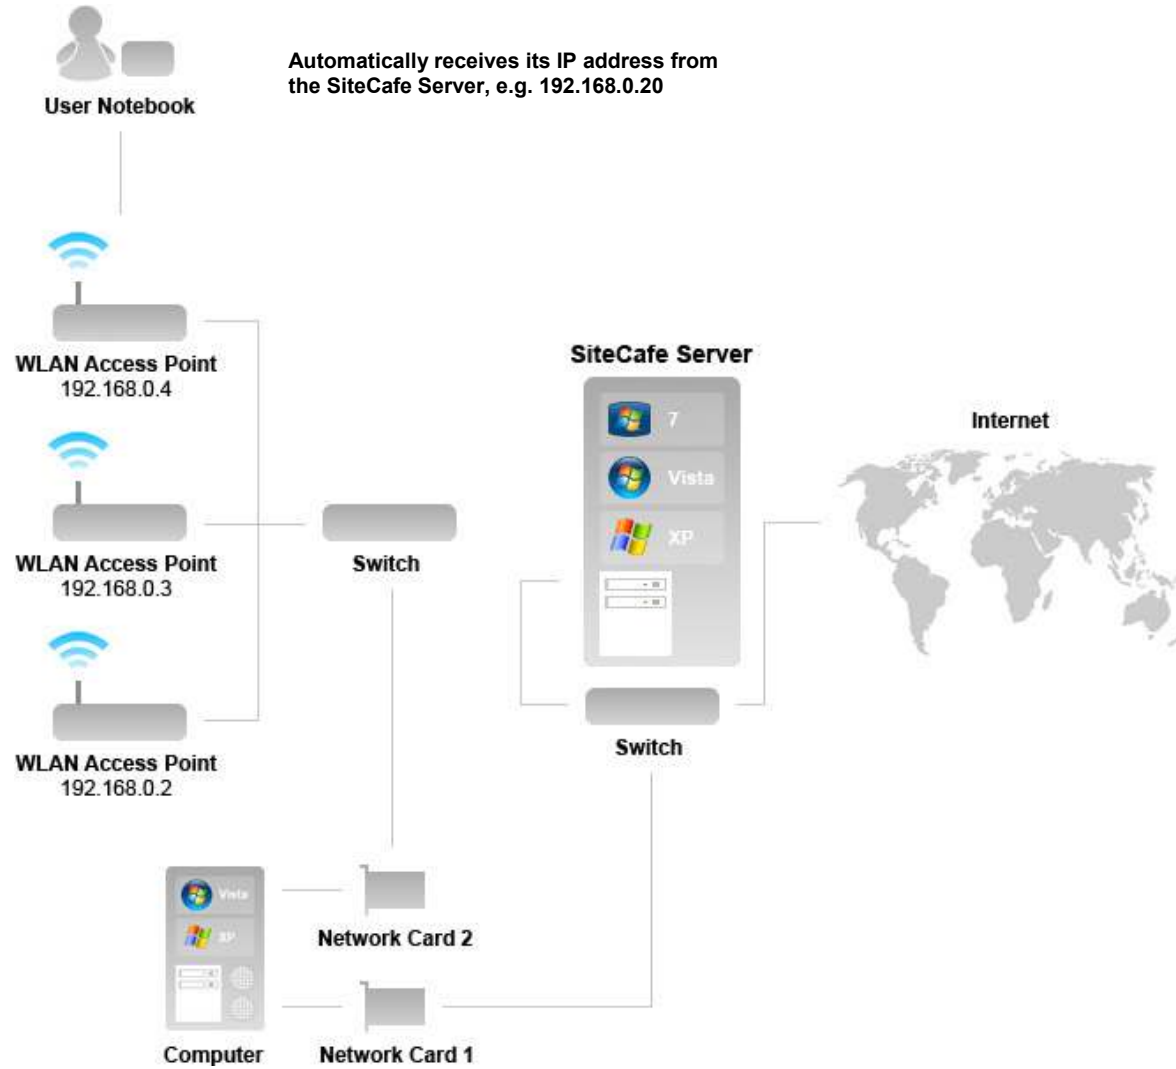 Automatically receives its IP address from
the SiteCafe Server, e.g. 192.168.0.20
User Notebook
WLAN Access Point
192.168.0.4
SiteCafe Server
7
Vista
XP
Internet
WLAN Access Point
192.168.0.3
Switch
WLAN Access Point
192.168.0.2
Switch
Vista
XP
Network Card 2
Computer
Network Card 1